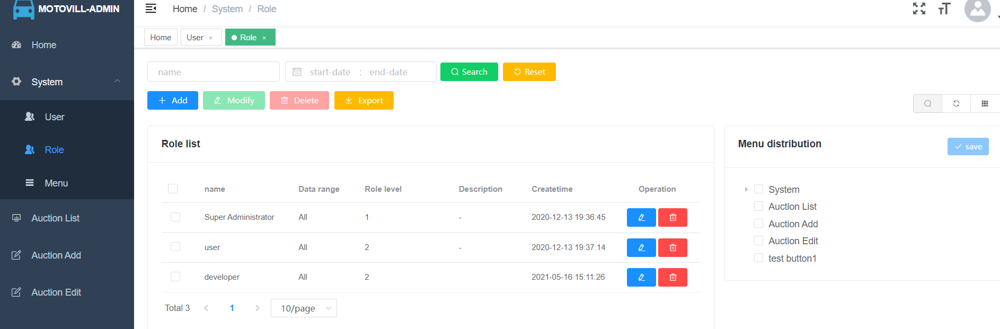 MOTOVILL-ADMIN
Home / System / Role
Home
User ×
Role ×
Home
System
User
Role
Menu
Auction List
Auction Add
Auction Edit
name
start-date : end-date
Search
Reset
Add
Modify
Delete
Export
Role list
name Data range Role level Description Createtime Operation
Super Administrator All 1 - 2020-12-13 19:36:45
user All 2 - 2020-12-13 19:37:14
developer All 2 2021-05-16 15:11:26
Total 3 < 1 > 10/page
Menu distribution
save
System
Auction List
Auction Add
Auction Edit
test button1